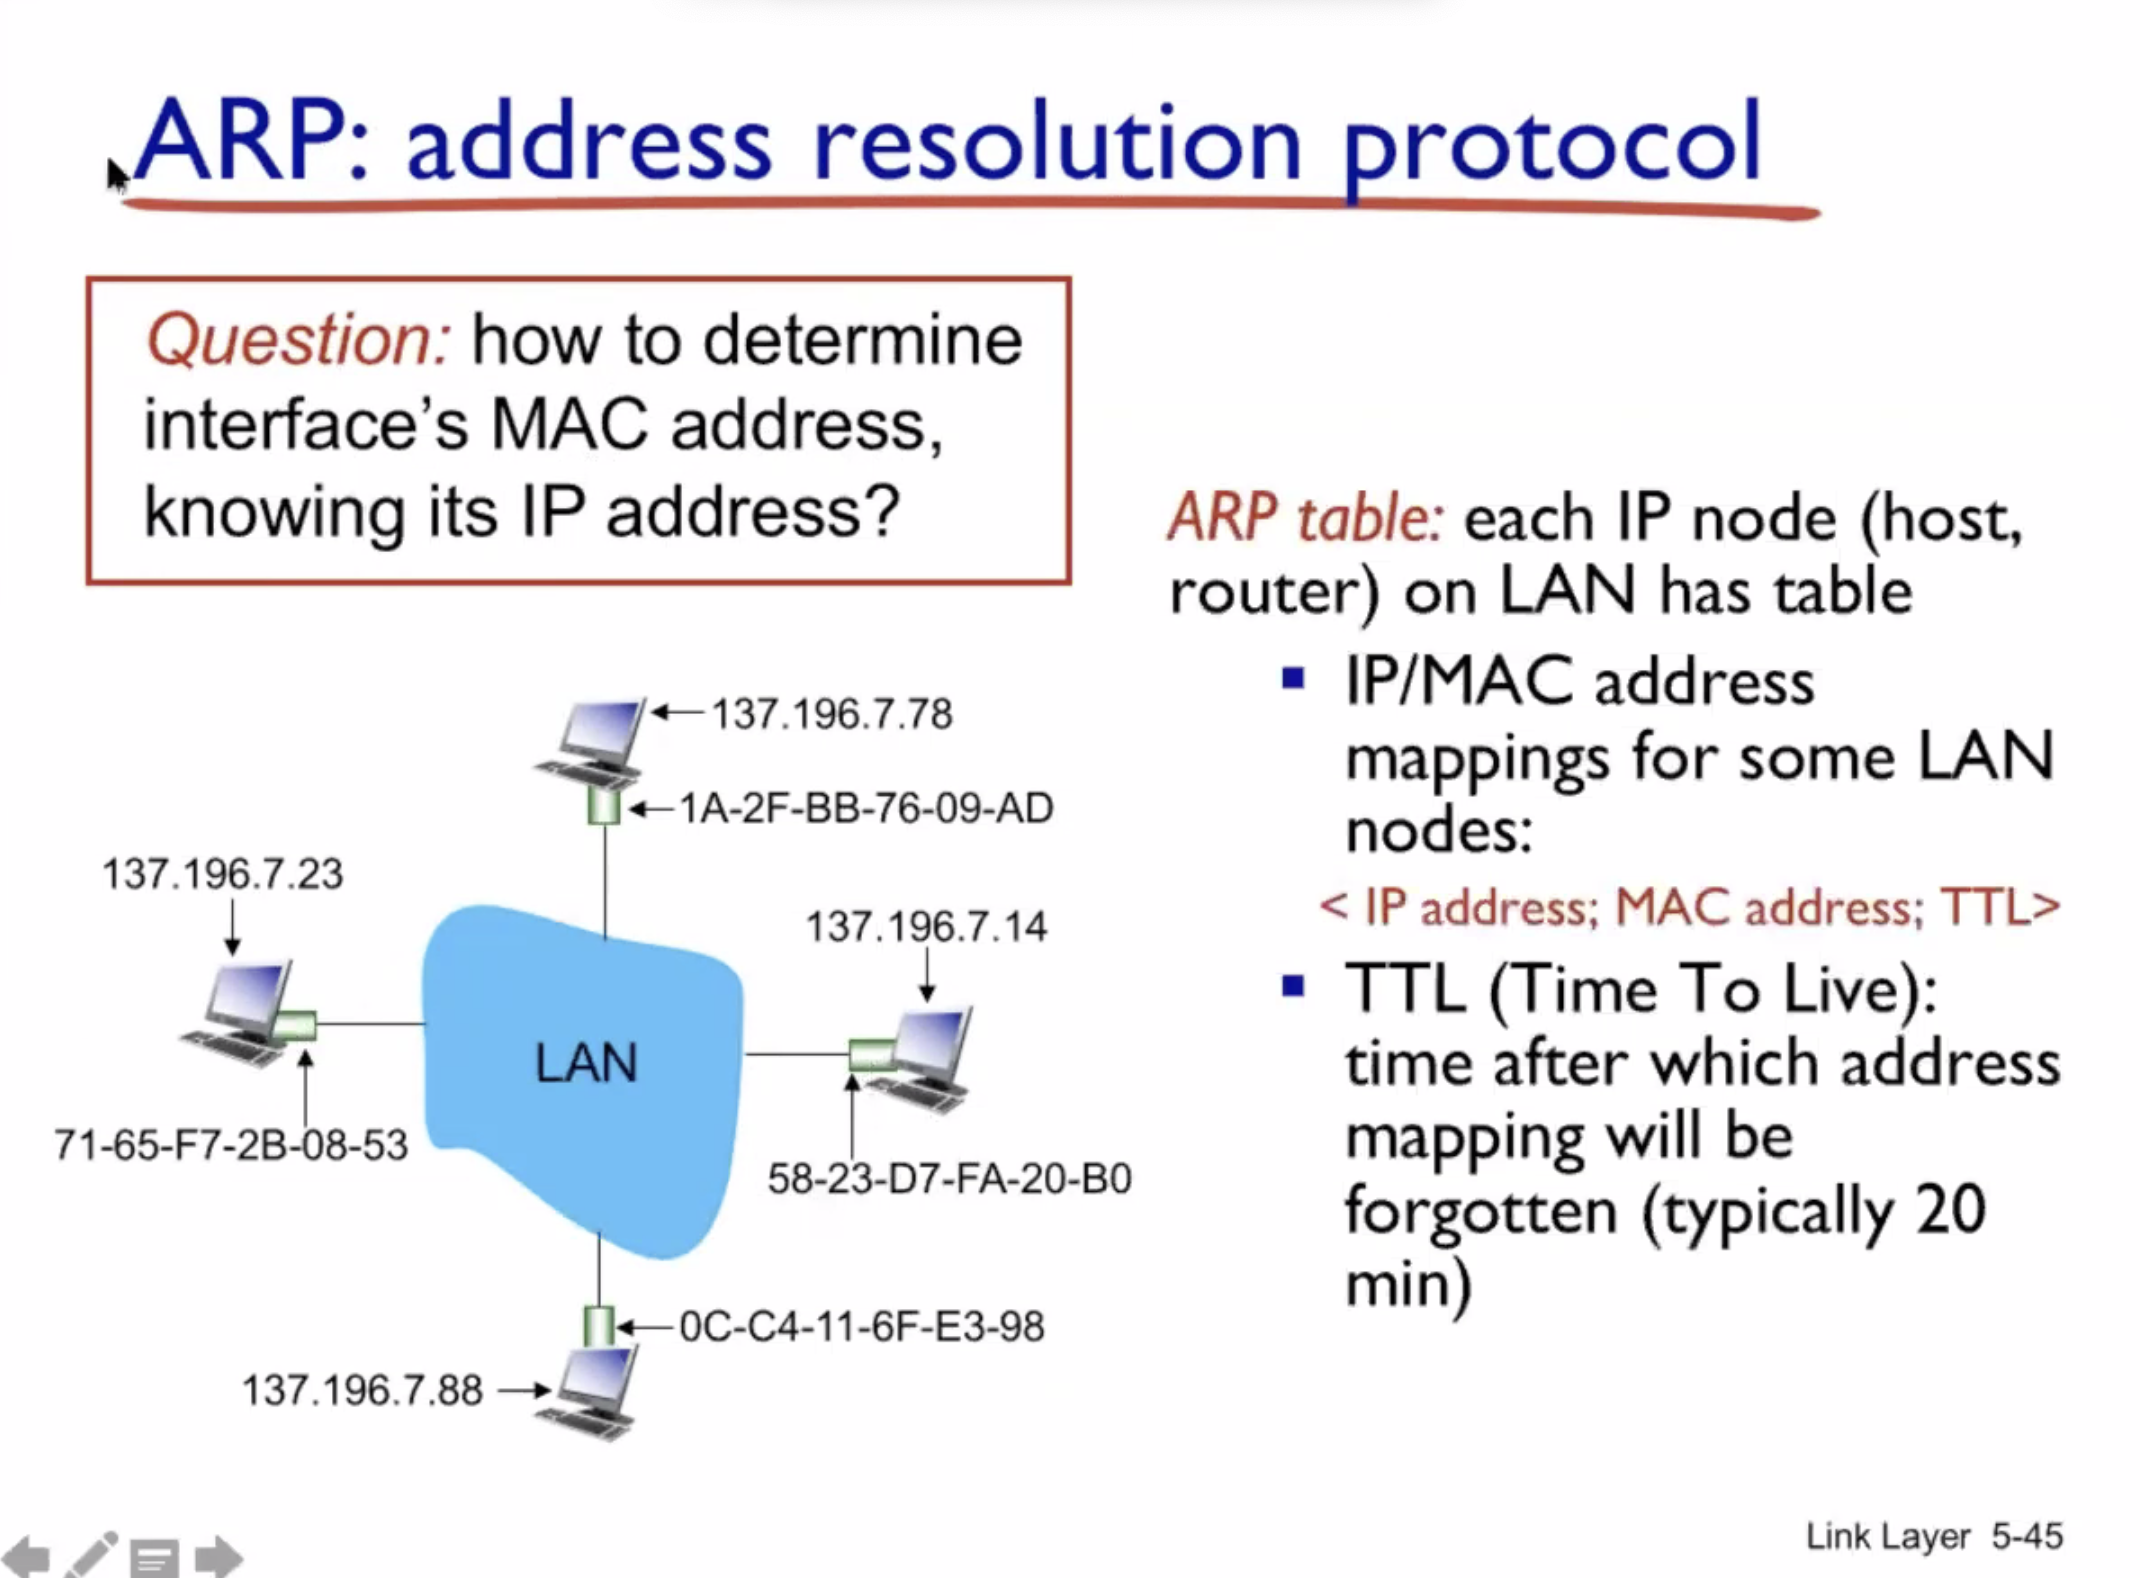 ARP: address resolution protocol
Question: how to determine
interface's MAC address,
knowing its IP address?
ARP table: each IP node (host,
router) on LAN has table
▪ IP/MAC address
mappings for some LAN
nodes:
< IP address; MAC address; TTL>
▪ TTL (Time To Live):
time after which address
mapping will be
forgotten (typically 20
min)
137.196.7.78
1A-2F-BB-76-09-AD
137.196.7.23
137.196.7.14
LAN
71-65-F7-2B-08-53
58-23-D7-FA-20-B0
0C-C4-11-6F-E3-98
137.196.7.88
Link Layer 5-45